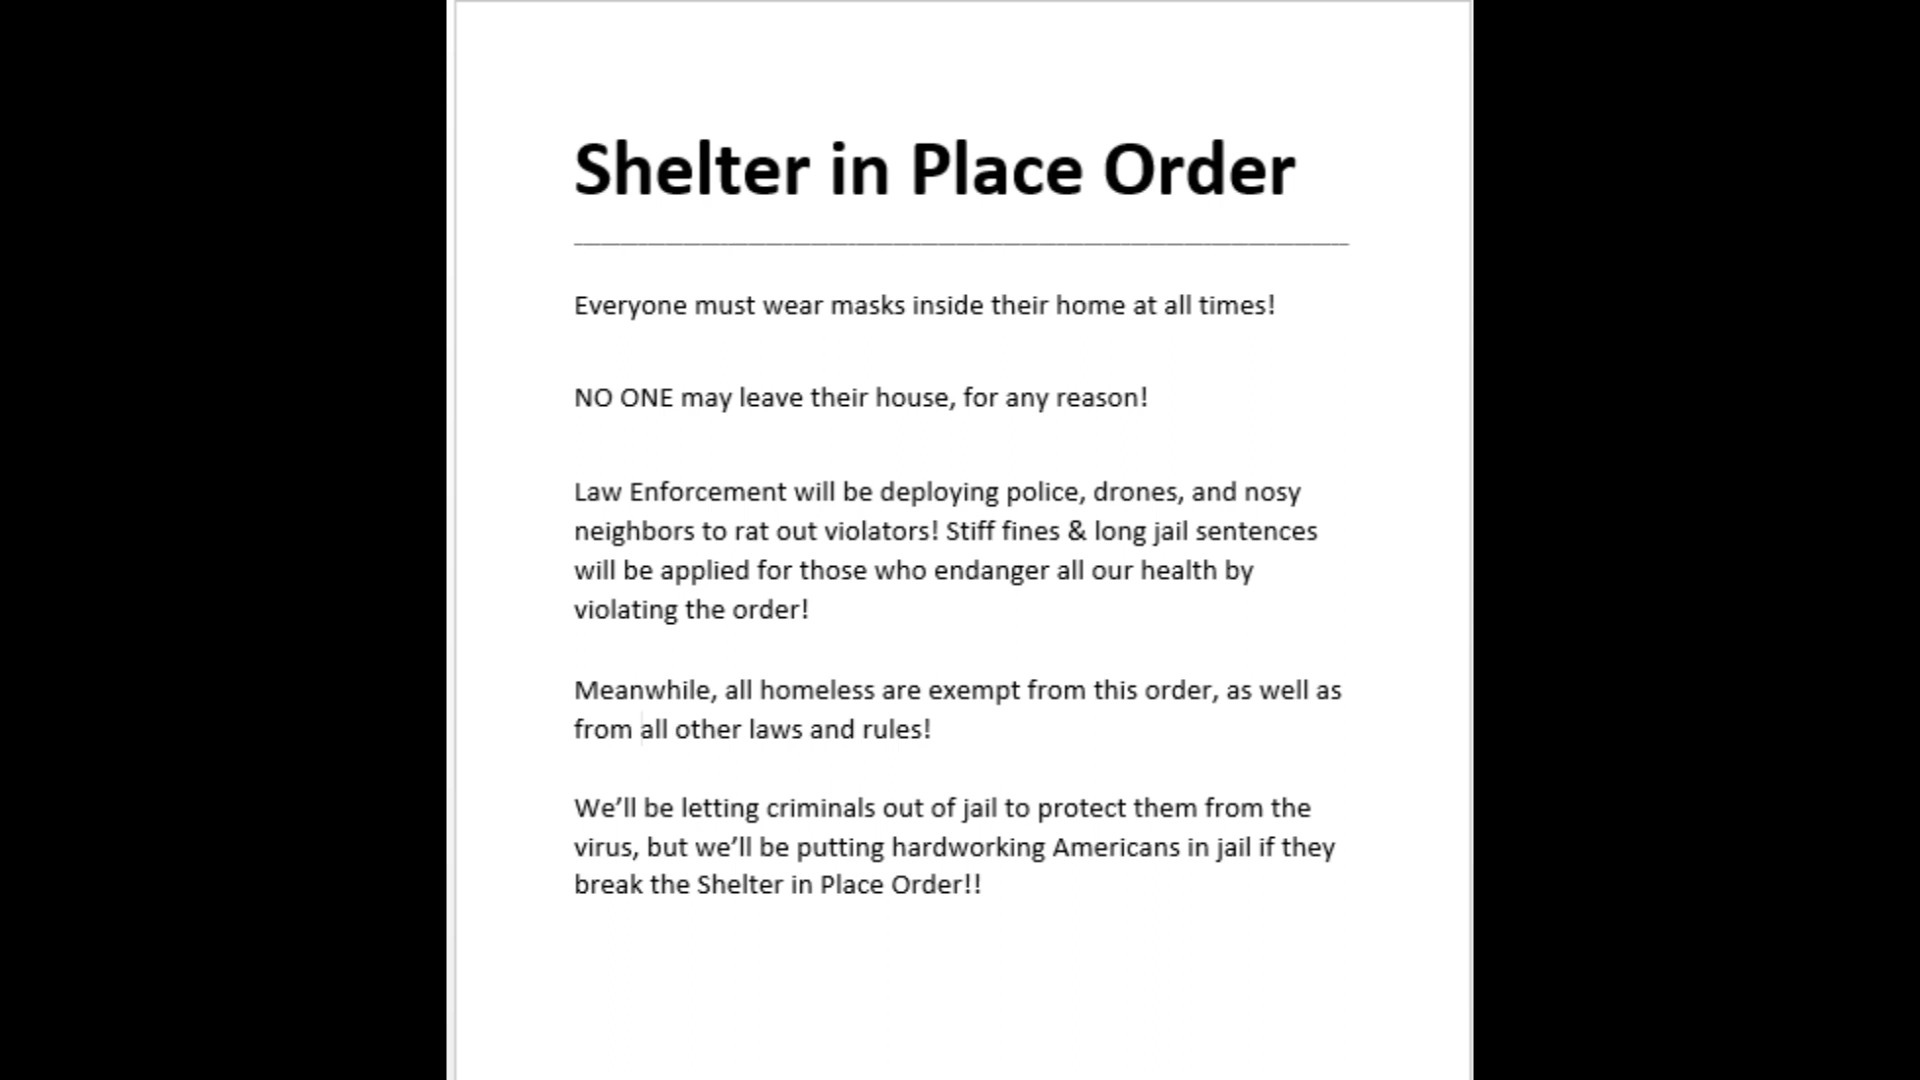 Shelter in Place Order
Everyone must wear masks inside their home at all times!
NO ONE may leave their house, for any reason!
Law Enforcement will be deploying police, drones, and nosy
neighbors to rat out violators! Stiff fines & long jail sentences
will be applied for those who endanger all our health by
violating the order!
Meanwhile, all homeless are exempt from this order, as well as
from all other laws and rules!
We’ll be letting criminals out of jail to protect them from the
virus, but we’ll be putting hardworking Americans in jail if they
break the Shelter in Place Order!!